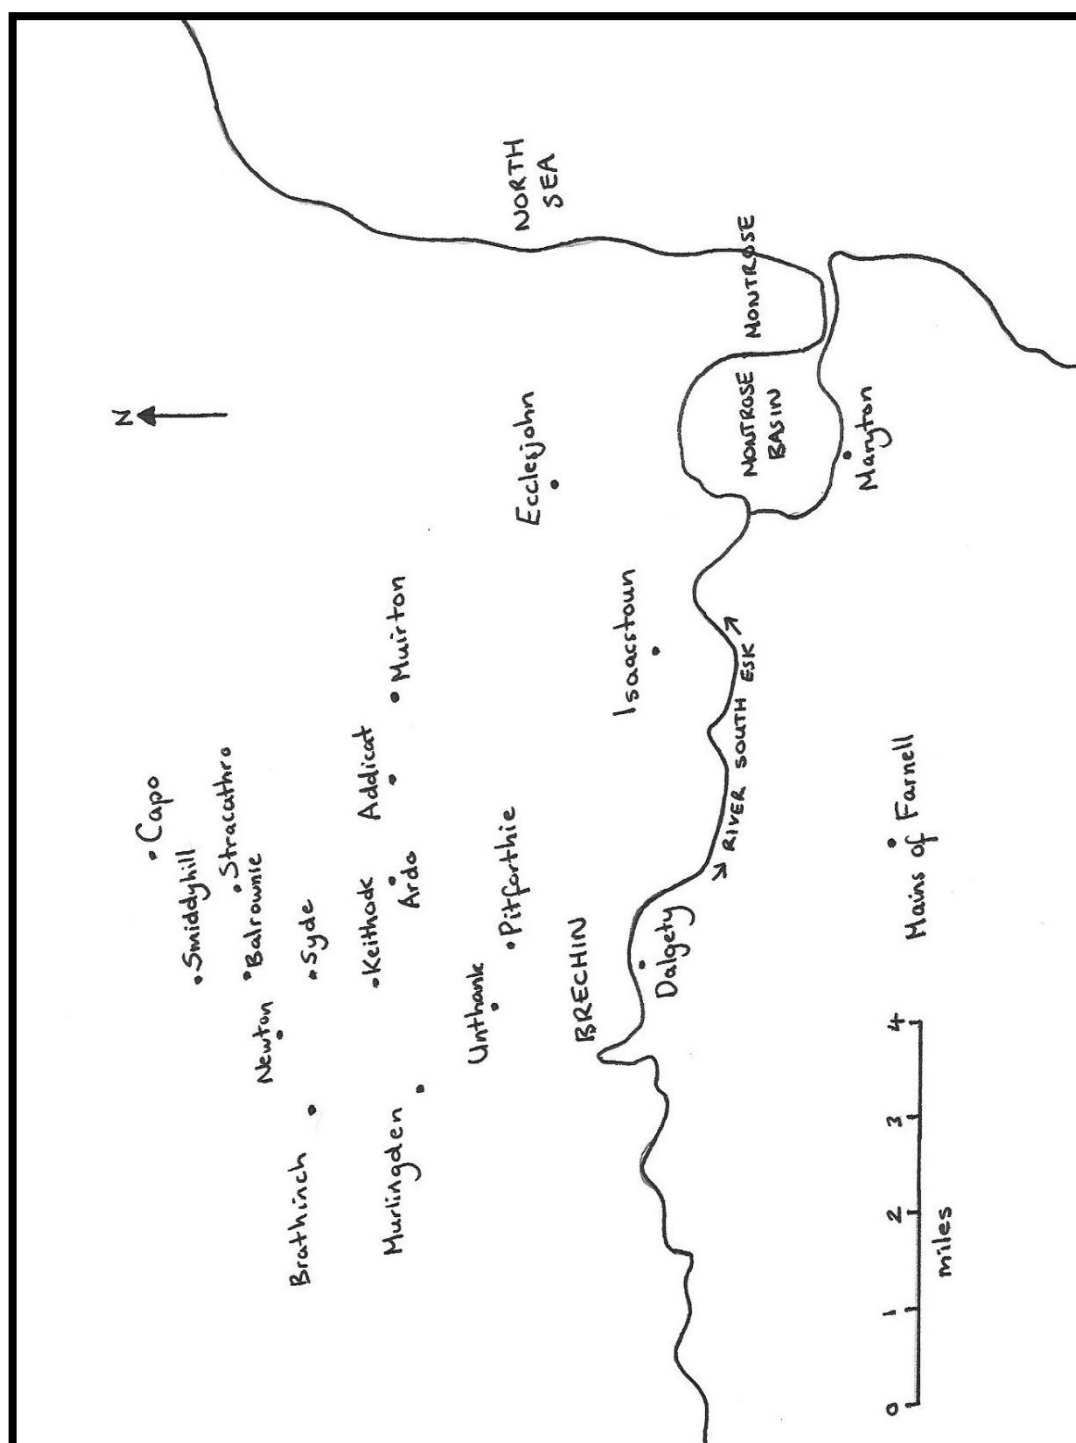 N
NORTH
SEA
MONTROSE
MONTROSE
BASIN
Maryton
Ecclesjohn
Isaacstoun
Muirton
Addicat
Capo
Smiddyhill
Stracathro
Balrownie
Newton
Syde
Keithock
Ardo
Brathinch
Murlingden
Unthank
Pitforthie
BRECHIN
Dalgety
RIVER SOUTH ESK
Mains of Farnell
0 1 2 3 4
miles